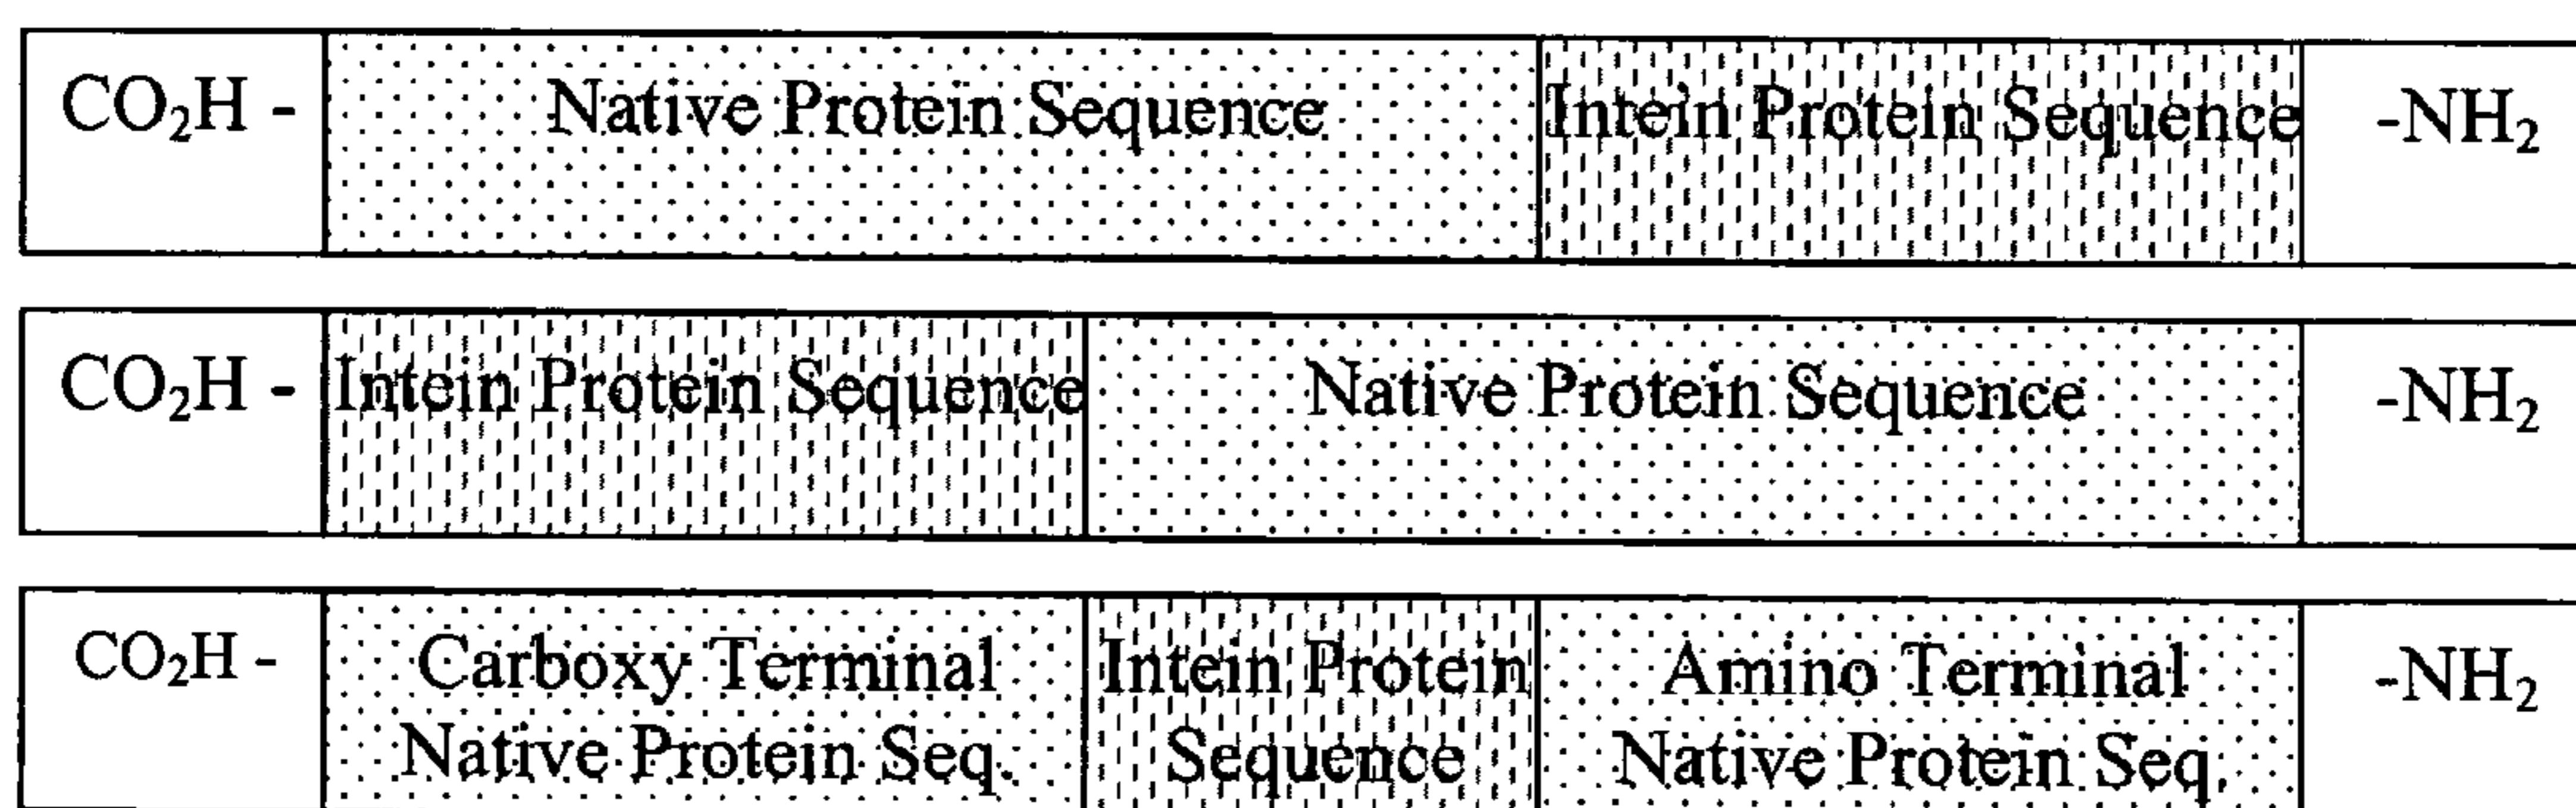 CO₂H - Native Protein Sequence Intein Protein Sequence -NH₂
CO₂H - Intein Protein Sequence Native Protein Sequence -NH₂
CO₂H - Carboxy Terminal Intein Protein Amino Terminal -NH₂
Native Protein Seq. Sequence Native Protein Seq.